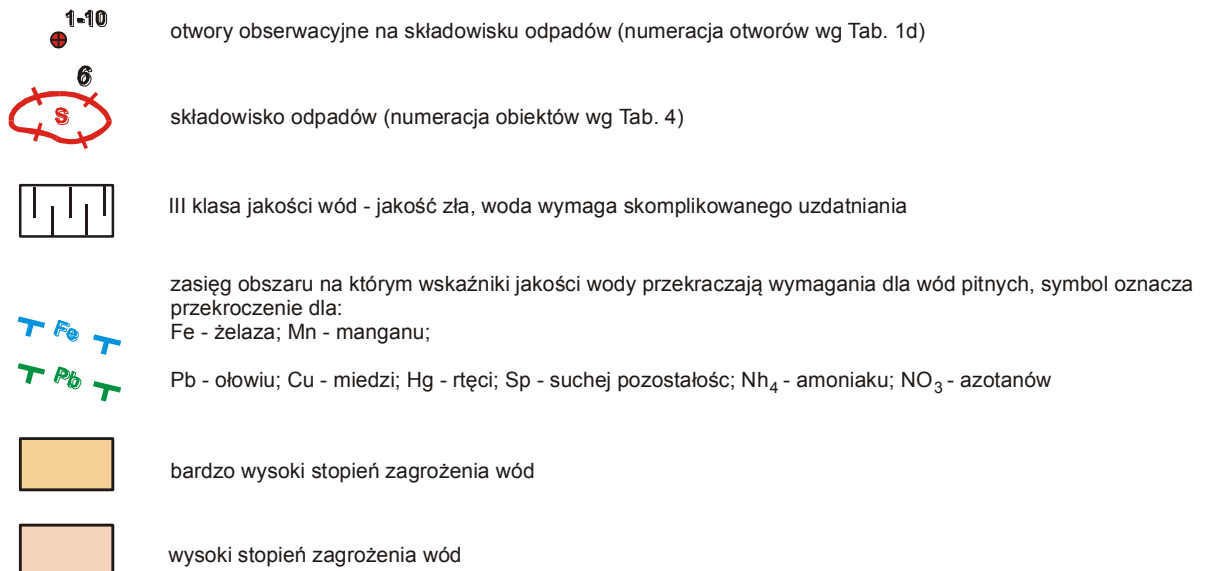 1-10
otwory obserwacyjne na składowisku odpadów (numeracja otworów wg Tab. 1d)
6
S
składowisko odpadów (numeracja obiektów wg Tab. 4)
III klasa jakości wód - jakość zła, woda wymaga skomplikowanego uzdatniania
zasięg obszaru na którym wskaźniki jakości wody przekraczają wymagania dla wód pitnych, symbol oznacza
przekroczenie dla:
Fe
Fe - żelaza; Mn - manganu;
Pb
Pb - ołowiu; Cu - miedzi; Hg - rtęci; Sp - suchej pozostałośc; Nh4 - amoniaku; NO3 - azotanów
bardzo wysoki stopień zagrożenia wód
wysoki stopień zagrożenia wód